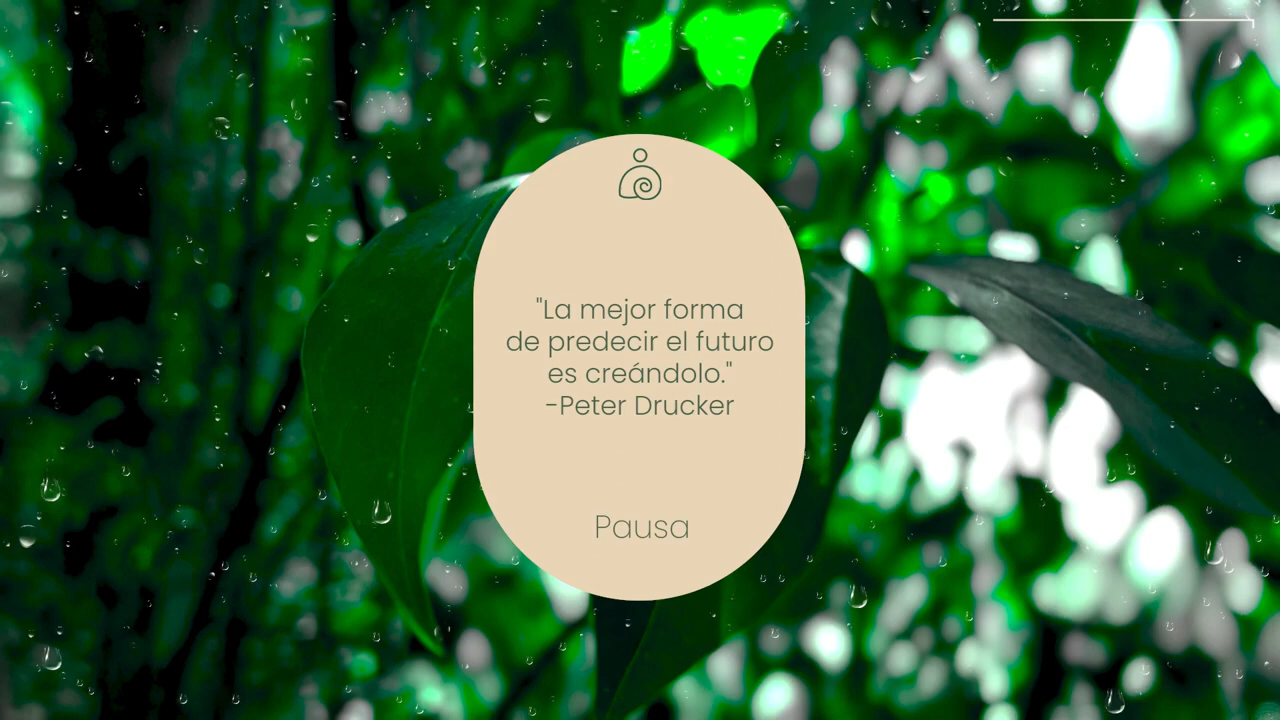 "La mejor forma
de predecir el futuro
es creándolo."
-Peter Drucker
Pausa